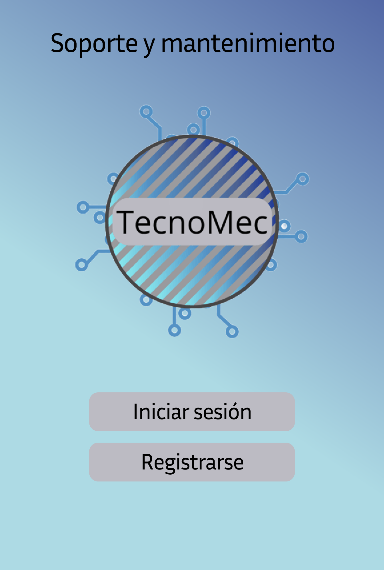 Soporte y mantenimiento
TecnoMec
Iniciar sesión
Registrarse